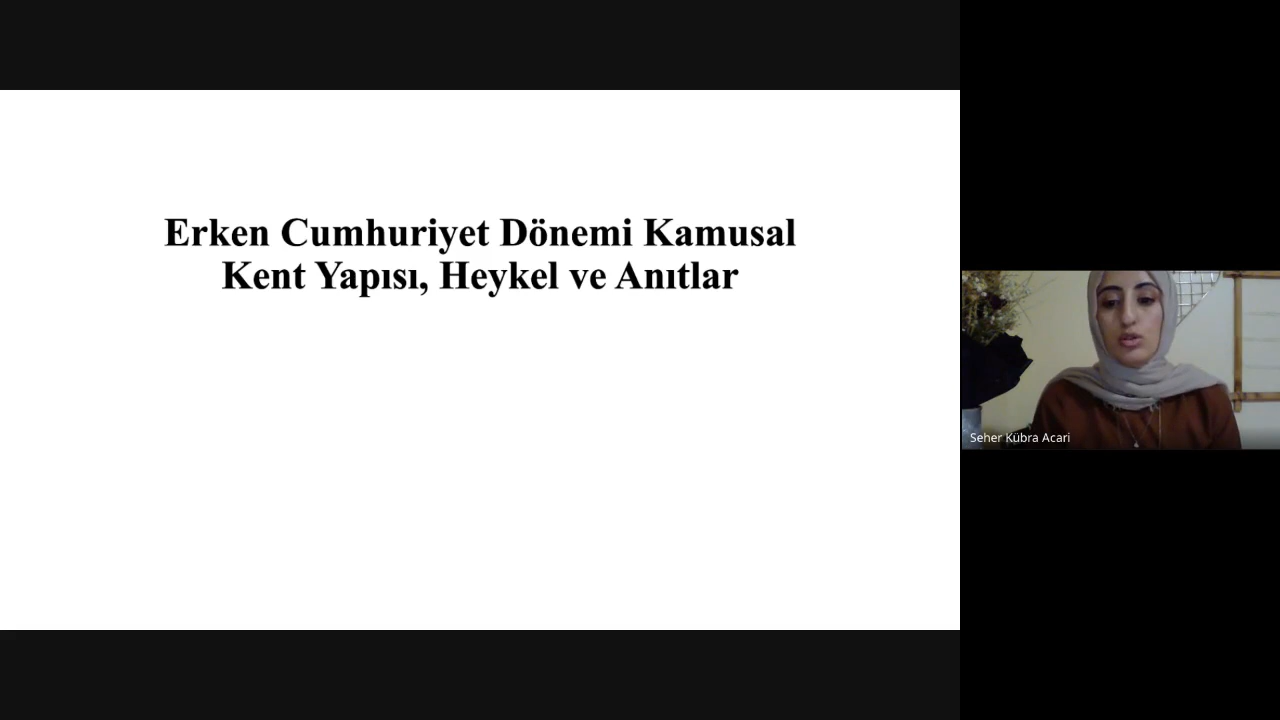 Erken Cumhuriyet Dönemi Kamusal
Kent Yapısı, Heykel ve Anıtlar
Seher Kübra Acari